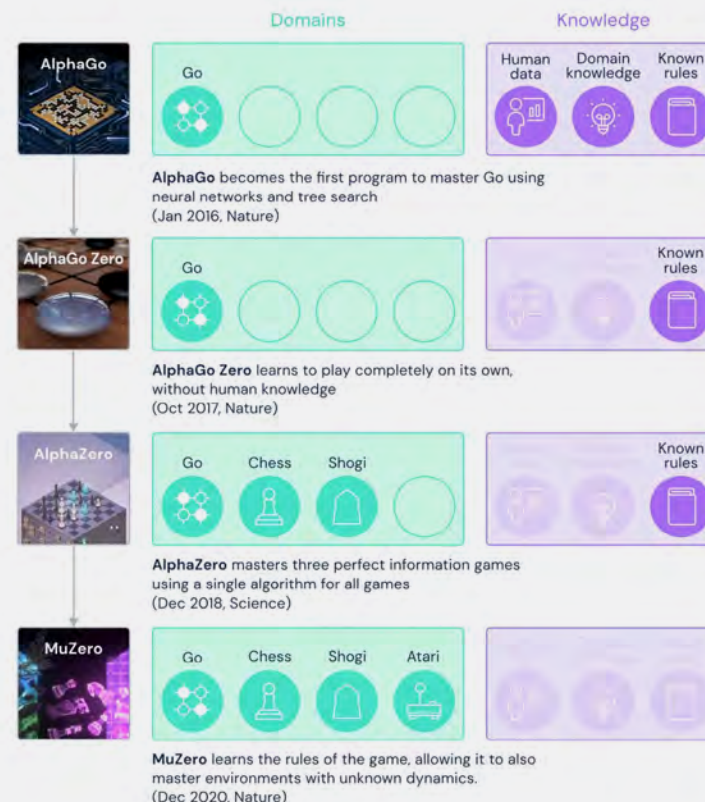 Domains
Knowledge
AlphaGo
Go
Human data
Domain knowledge
Known rules
AlphaGo becomes the first program to master Go using
neural networks and tree search
(Jan 2016, Nature)
AlphaGo Zero
Go
Known rules
AlphaGo Zero learns to play completely on its own,
without human knowledge
(Oct 2017, Nature)
AlphaZero
Go
Chess
Shogi
Known rules
AlphaZero masters three perfect information games
using a single algorithm for all games
(Dec 2018, Science)
MuZero
Go
Chess
Shogi
Atari
MuZero learns the rules of the game, allowing it to also
master environments with unknown dynamics.
(Dec 2020, Nature)